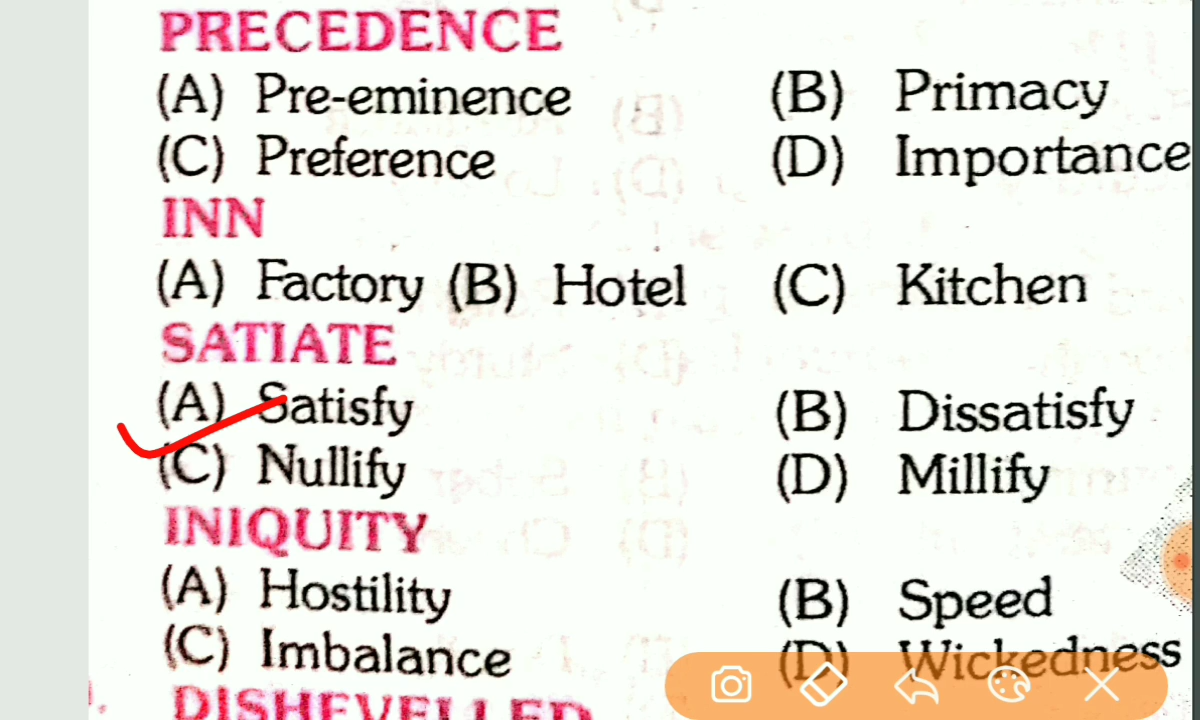 PRECEDENCE
(A) Pre-eminence (B) Primacy
(C) Preference (D) Importance
INN
(A) Factory (B) Hotel (C) Kitchen
SATIATE
(A) Satisfy (B) Dissatisfy
(C) Nullify (D) Millify
INIQUITY
(A) Hostility (B) Speed
(C) Imbalance (D) Wickedness
DISHEVELLED